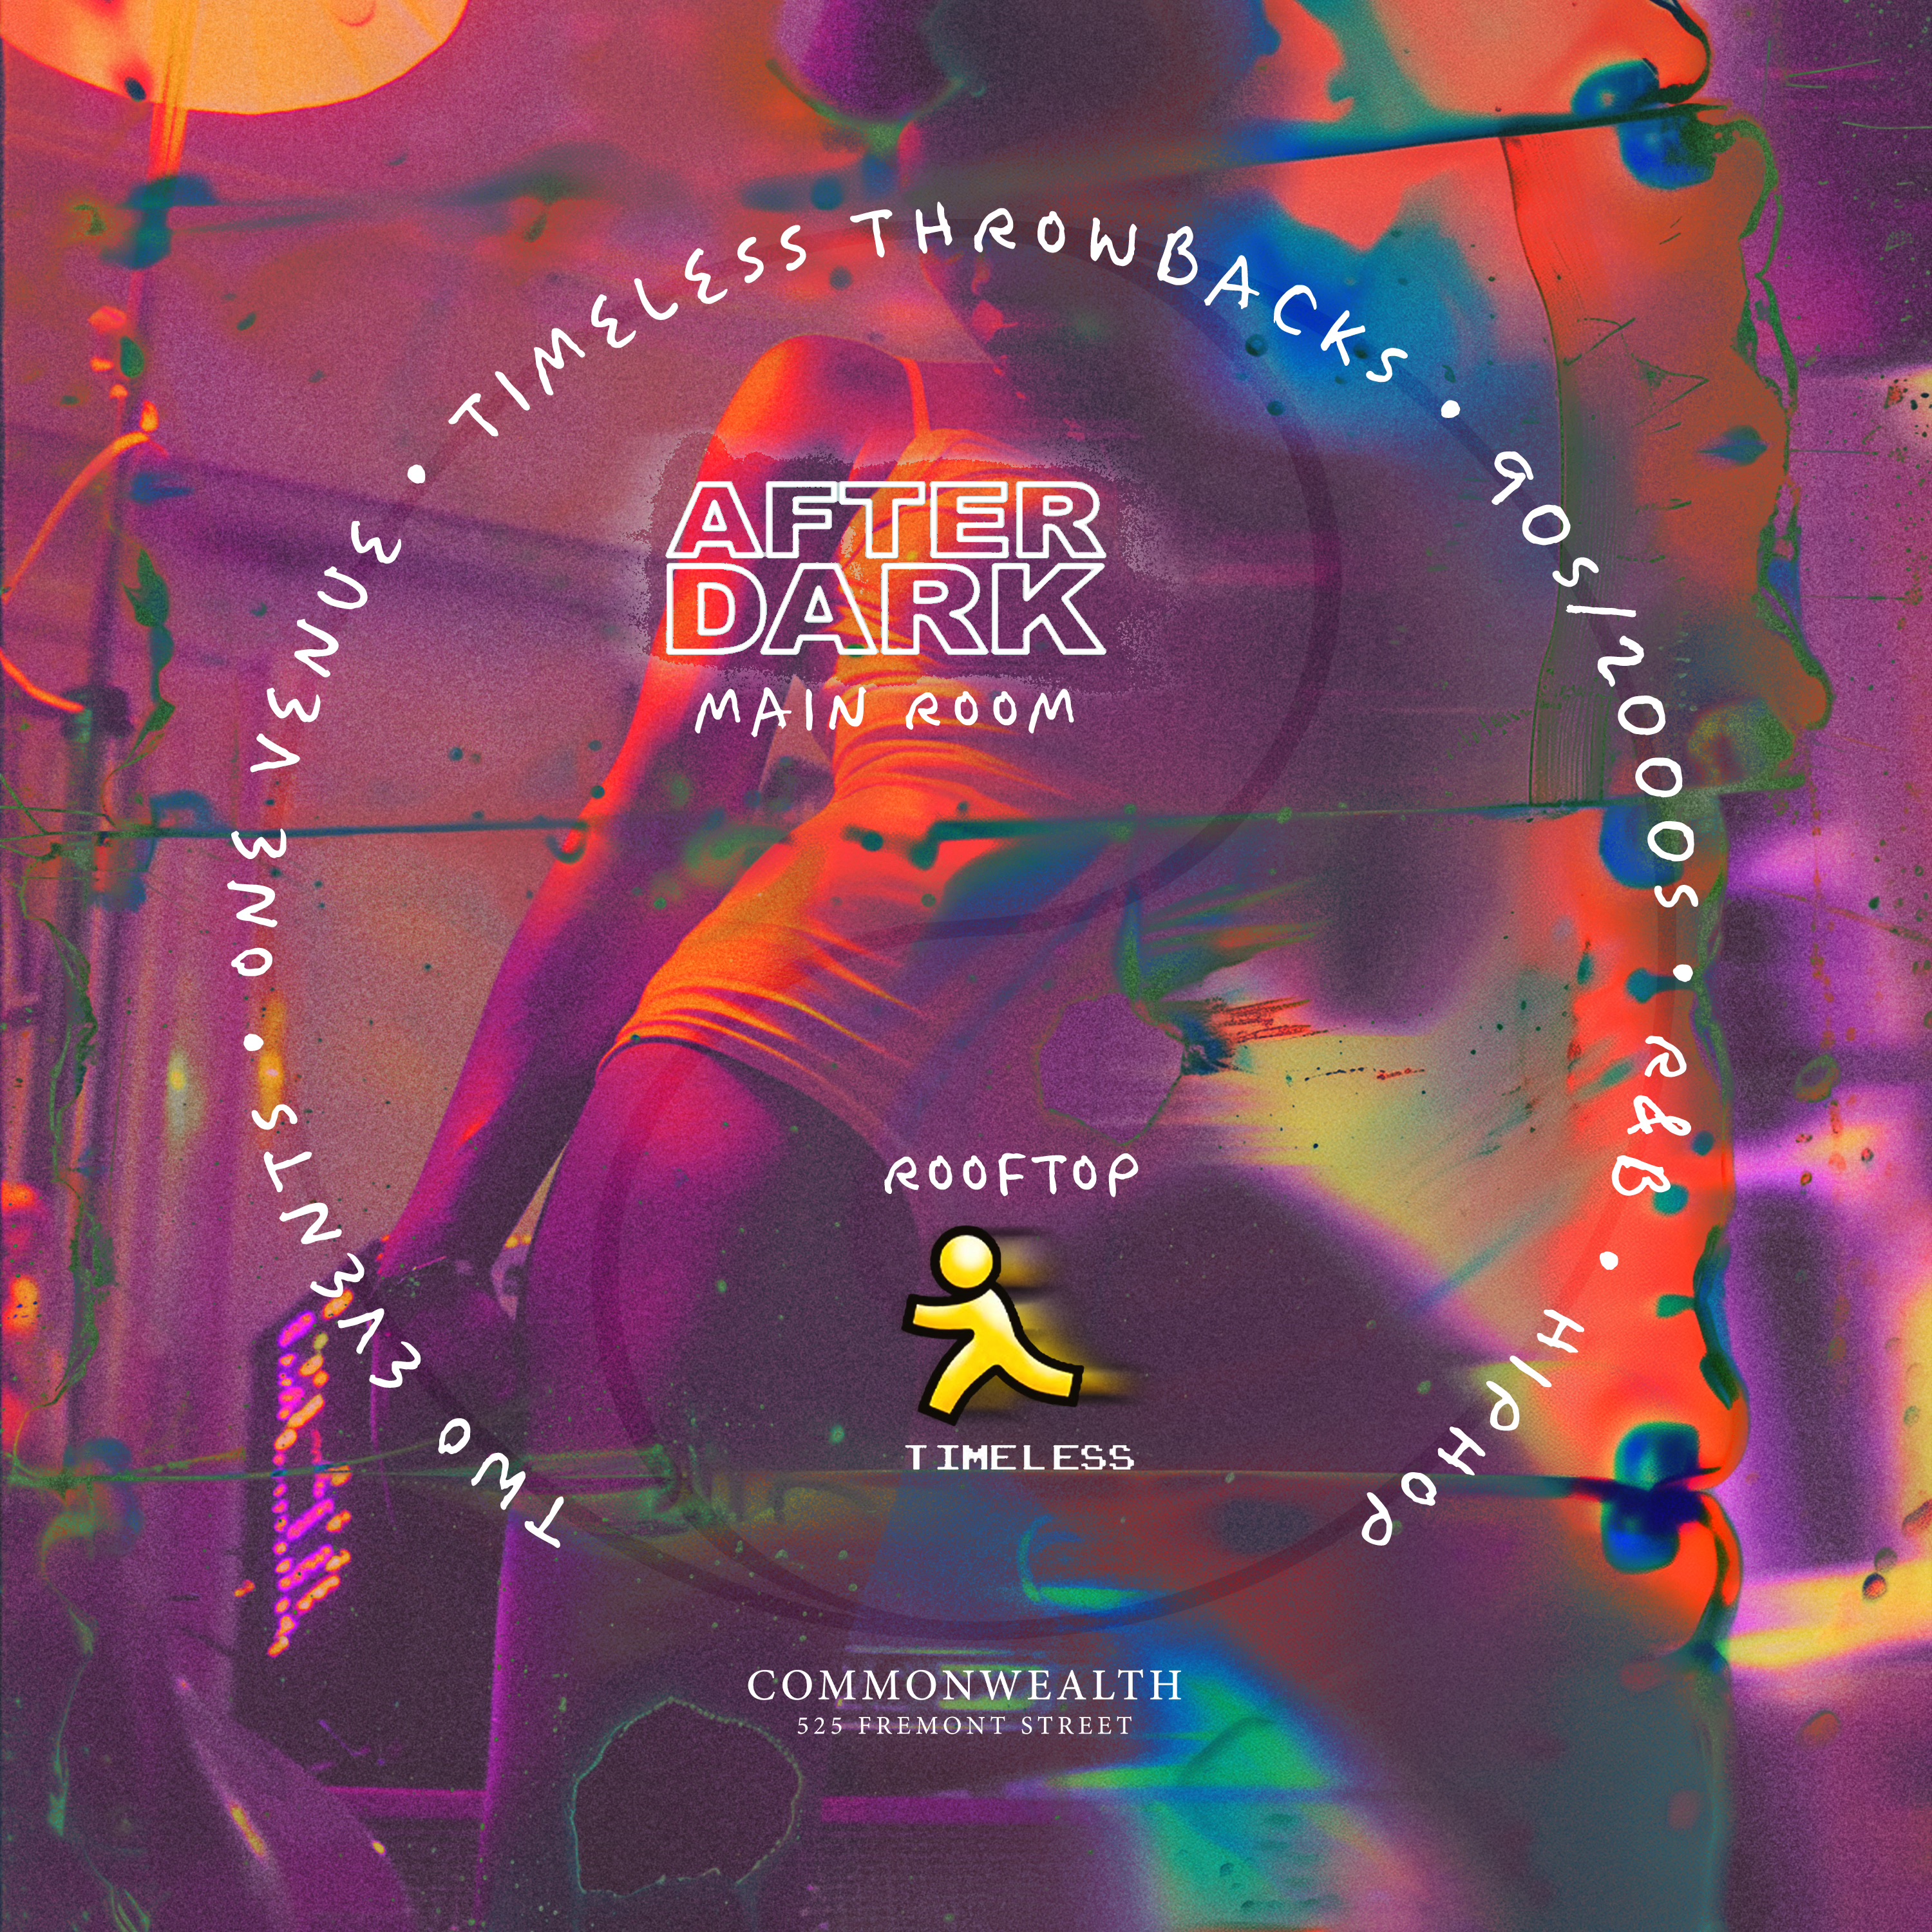 TWO EVENTS • ONE VENUE • TIMELESS THROWBACKS • 90S/2000S • R&B • HIPHOP
AFTER
DARK
MAIN ROOM
ROOFTOP
TIMELESS
COMMONWEALTH
525 FREMONT STREET